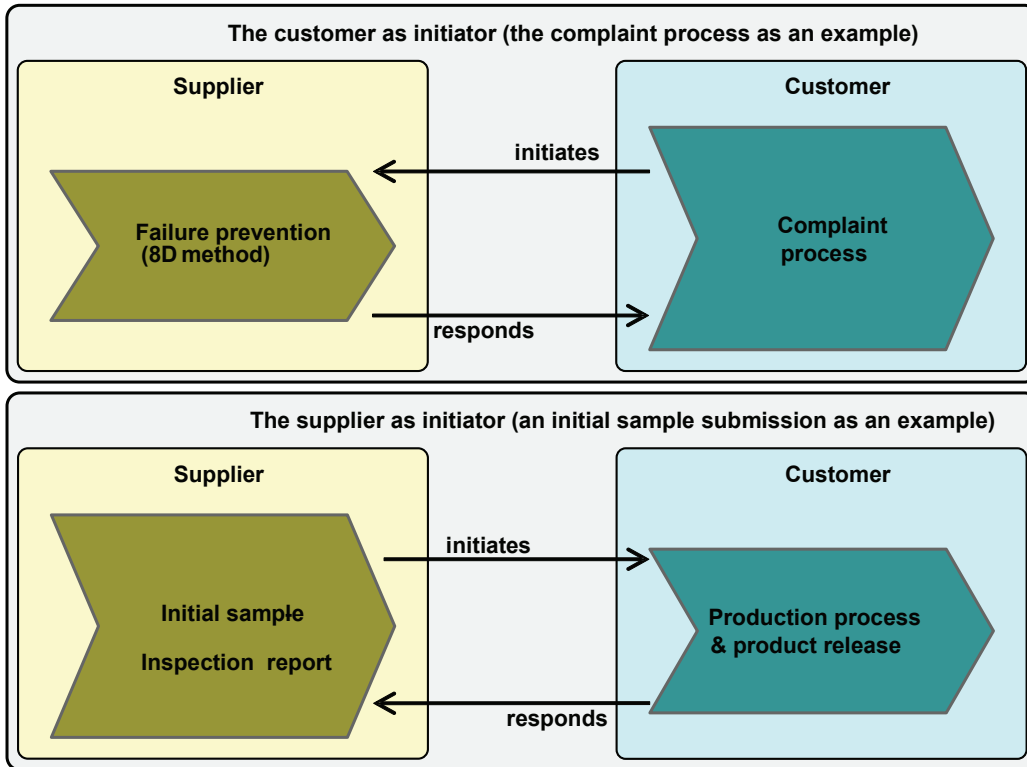 The customer as initiator (the complaint process as an example)
Supplier
Customer
initiates
Failure prevention
(8D method)
Complaint
process
responds
The supplier as initiator (an initial sample submission as an example)
Supplier
Customer
initiates
Initial sample
Inspection report
Production process
& product release
responds